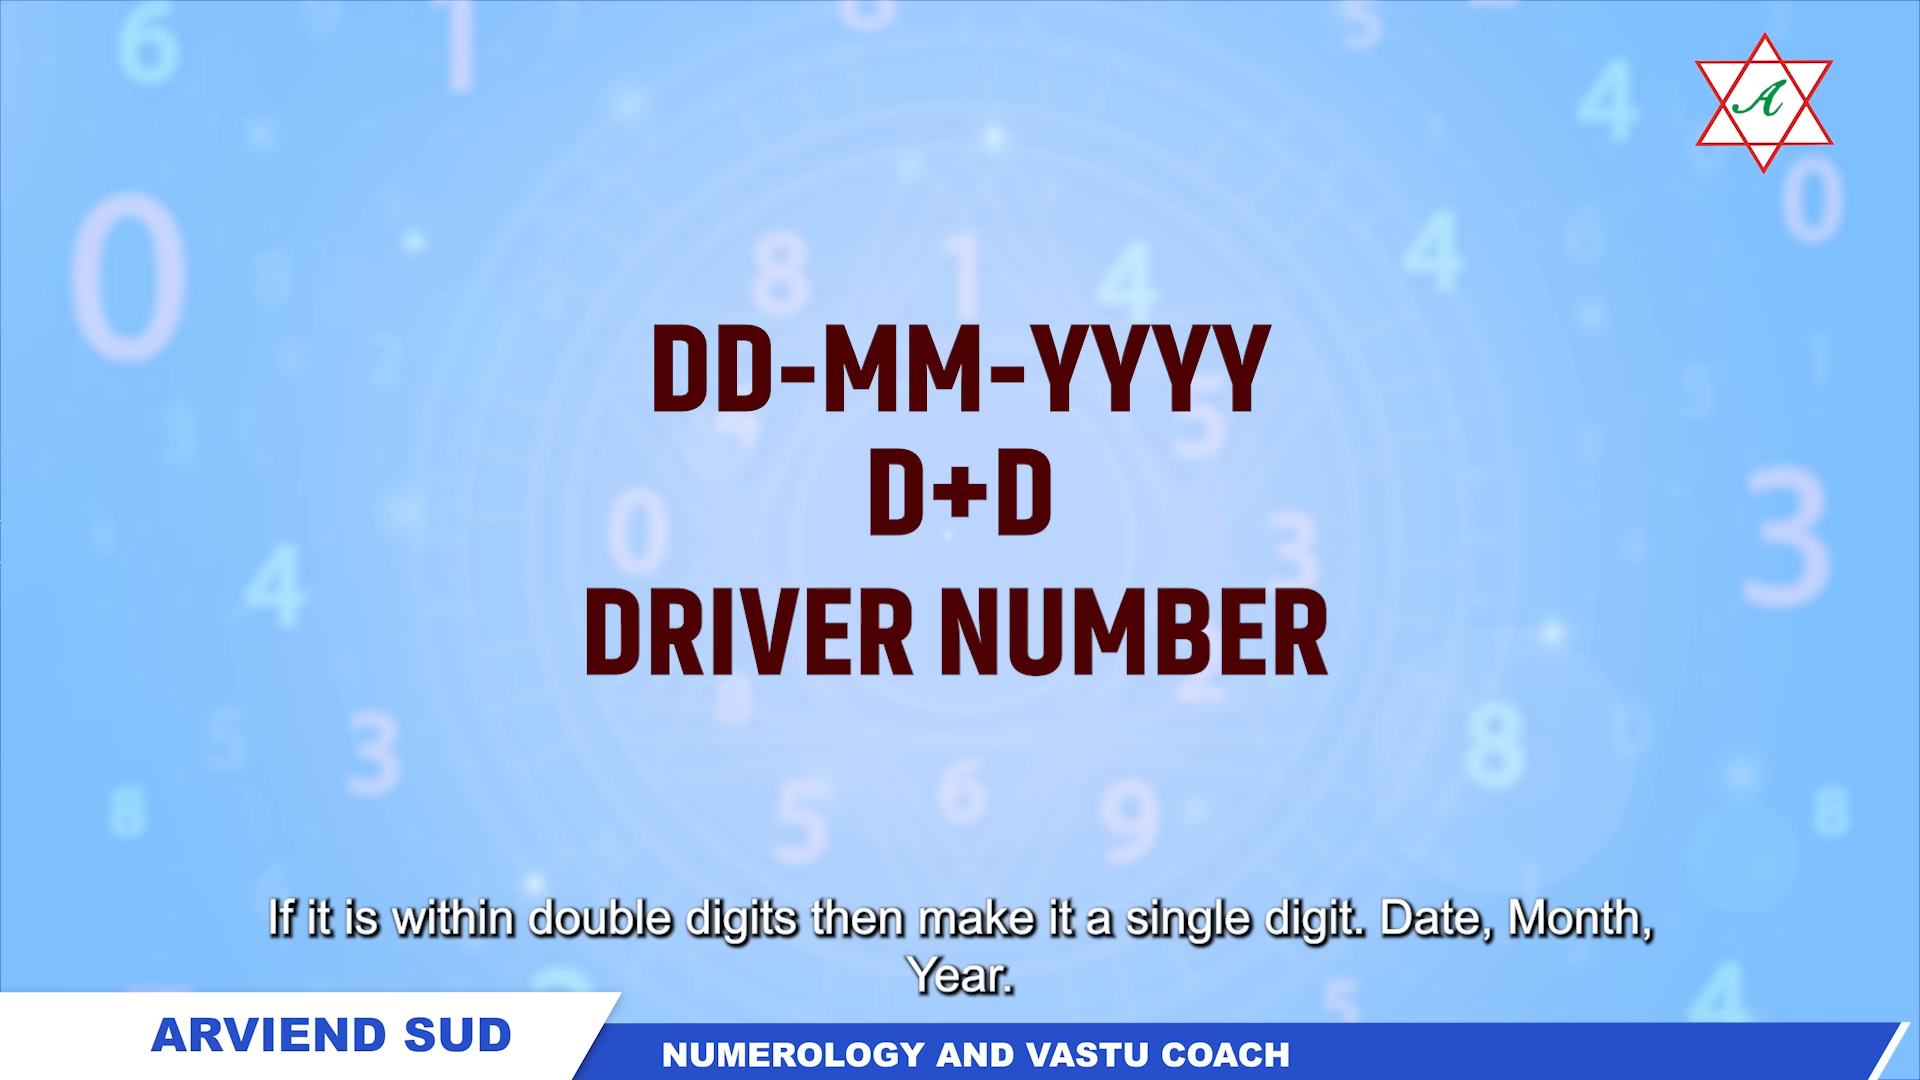 A
DD-MM-YYYY
D+D
DRIVER NUMBER
If it is within double digits then make it a single digit. Date, Month,
Year.
ARVIEND SUD
NUMEROLOGY AND VASTU COACH